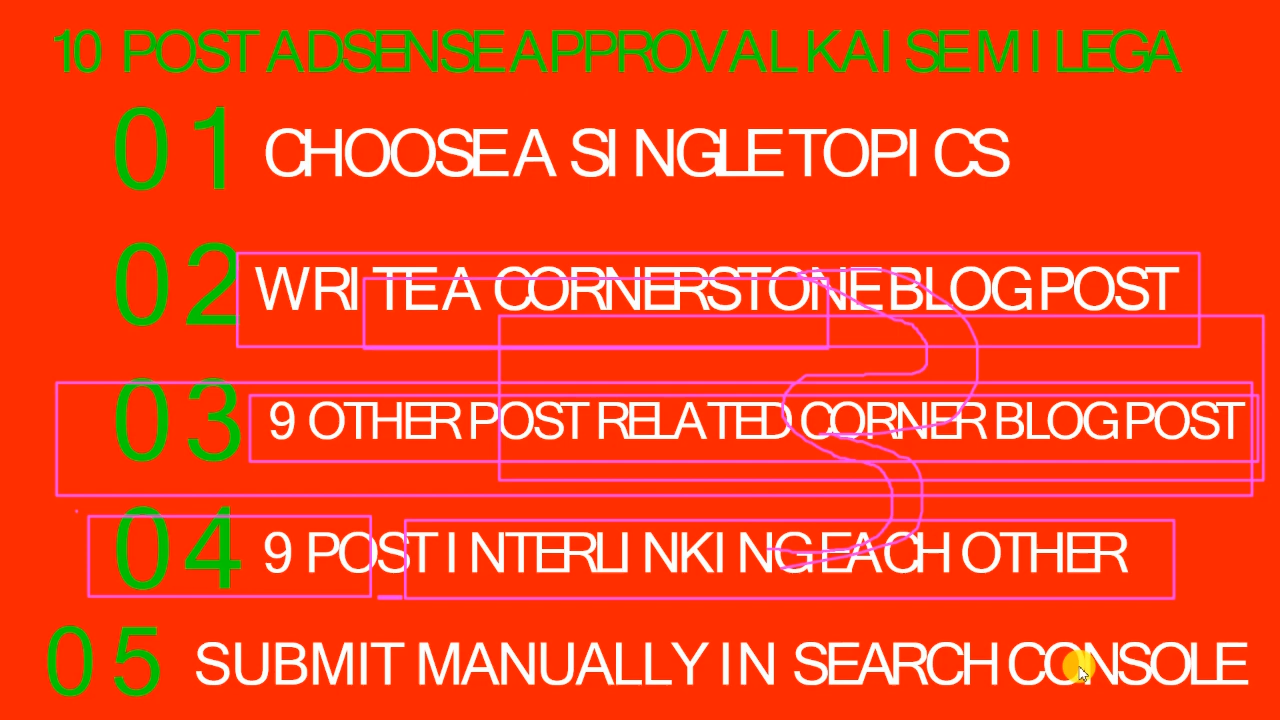 10 POST ADSENSE APPROVAL KAISE MILEGA
01 CHOOSE A SINGLE TOPICS
02 WRITE A CORNERSTONE BLOG POST
03 9 OTHER POST RELATED CORNER BLOG POST
04 9 POST INTERLINKING EACH OTHER
05 SUBMIT MANUALLY IN SEARCH CONSOLE